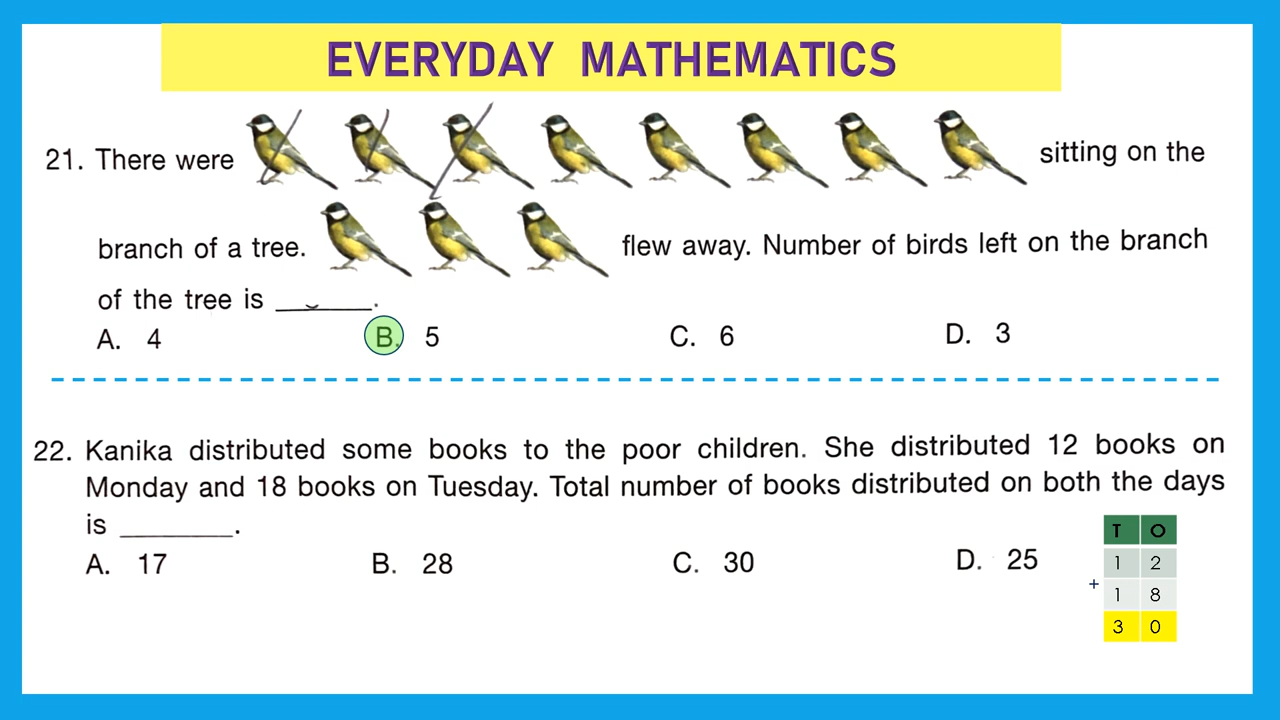 EVERYDAY MATHEMATICS
21. There were sitting on the
branch of a tree. flew away. Number of birds left on the branch
of the tree is ________.
A. 4 B. 5 C. 6 D. 3
22. Kanika distributed some books to the poor children. She distributed 12 books on
Monday and 18 books on Tuesday. Total number of books distributed on both the days
is ________.
A. 17 B. 28 C. 30 D. 25
T O
1 2
+
1 8
3 0